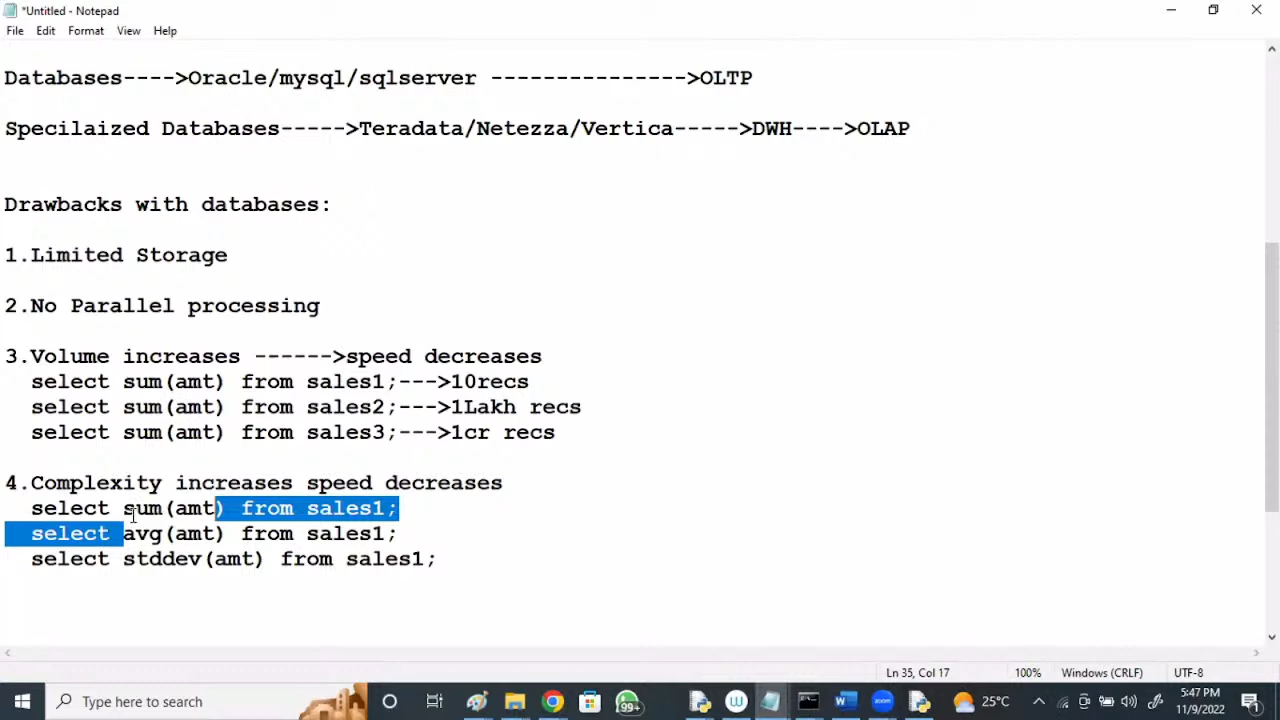 *Untitled - Notepad
File Edit Format View Help
Databases---->Oracle/mysql/sqlserver --------------->OLTP
Specilaized Databases----->Teradata/Netezza/Vertica----->DWH---->OLAP
Drawbacks with databases:
1.Limited Storage
2.No Parallel processing
3.Volume increases ------>speed decreases
select sum(amt) from sales1;--->10recs
select sum(amt) from sales2;--->1Lakh recs
select sum(amt) from sales3;--->1cr recs
4.Complexity increases speed decreases
select sum(amt) from sales1;
select avg(amt) from sales1;
select stddev(amt) from sales1;
Ln 35, Col 17 100% Windows (CRLF) UTF-8
Type here to search 99+ W zoom 25°C 5:47 PM
11/9/2022